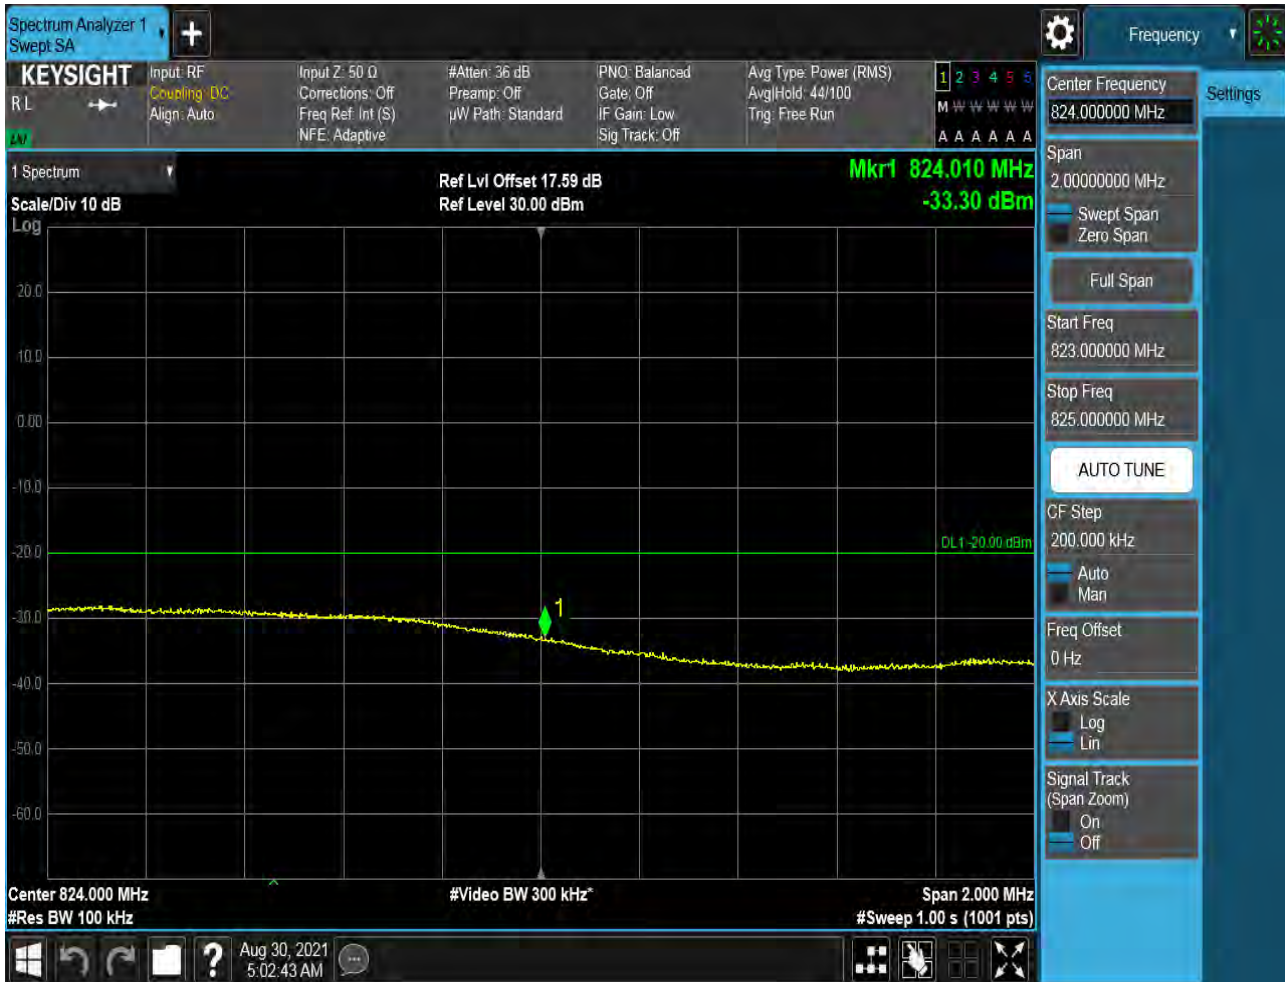 Spectrum Analyzer 1
Swept SA
Frequency
KEYSIGHT
R L
Input: RF
Coupling: DC
Align: Auto
Input Z: 50 Ω
Corrections: Off
Freq Ref: Int (S)
NFE: Adaptive
#Atten: 36 dB
Preamp: Off
µW Path: Standard
PNO: Balanced
Gate: Off
IF Gain: Low
Sig Track: Off
Avg Type: Power (RMS)
Avg|Hold: 44/100
Trig: Free Run
1 2 3 4 5 6
M W W W W W
A A A A A A
1 Spectrum
Scale/Div 10 dB
Log
Ref Lvl Offset 17.59 dB
Ref Level 30.00 dBm
Mkr1 824.010 MHz
-33.30 dBm
20.0
10.0
0.00
-10.0
-20.0
-30.0
-40.0
-50.0
-60.0
DL1 -20.00 dBm
1
Center 824.000 MHz
#Res BW 100 kHz
#Video BW 300 kHz*
Span 2.000 MHz
#Sweep 1.00 s (1001 pts)
Aug 30, 2021
5:02:43 AM
Center Frequency
824.000000 MHz
Settings
Span
2.00000000 MHz
Swept Span
Zero Span
Full Span
Start Freq
823.000000 MHz
Stop Freq
825.000000 MHz
AUTO TUNE
CF Step
200.000 kHz
Auto
Man
Freq Offset
0 Hz
X Axis Scale
Log
Lin
Signal Track
(Span Zoom)
On
Off